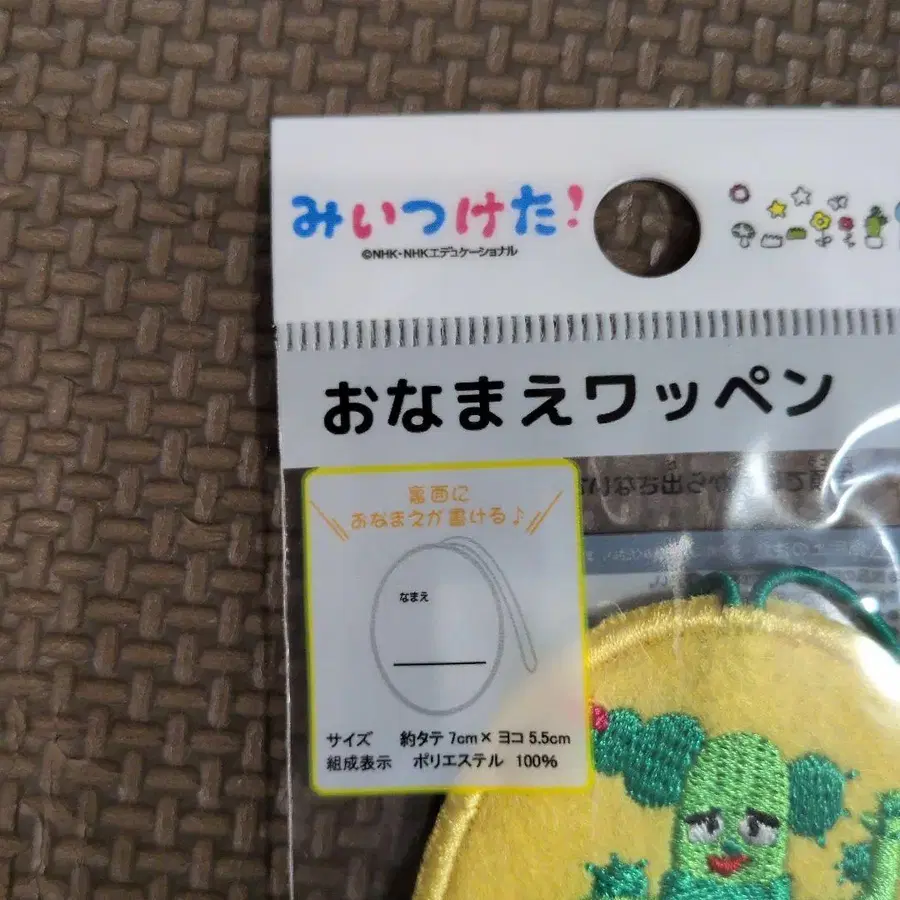 みいつけた!
©NHK・NHKエデュケーショナル
おなまえワッペン
裏面に
おなまえが書ける♪
なまえ
サイズ 約タテ7cm×ヨコ5.5cm
組成表示 ポリエステル 100%